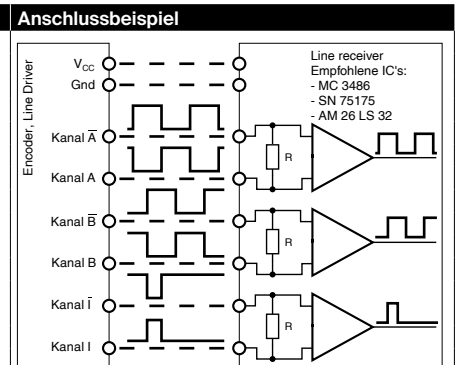 Anschlussbeispiel
Encoder, Line Driver
VCC
Gnd
Kanal A̅
Kanal A
Kanal B̅
Kanal B
Kanal I̅
Kanal I
Line receiver
Empfohlene IC's:
- MC 3486
- SN 75175
- AM 26 LS 32
R
R
R